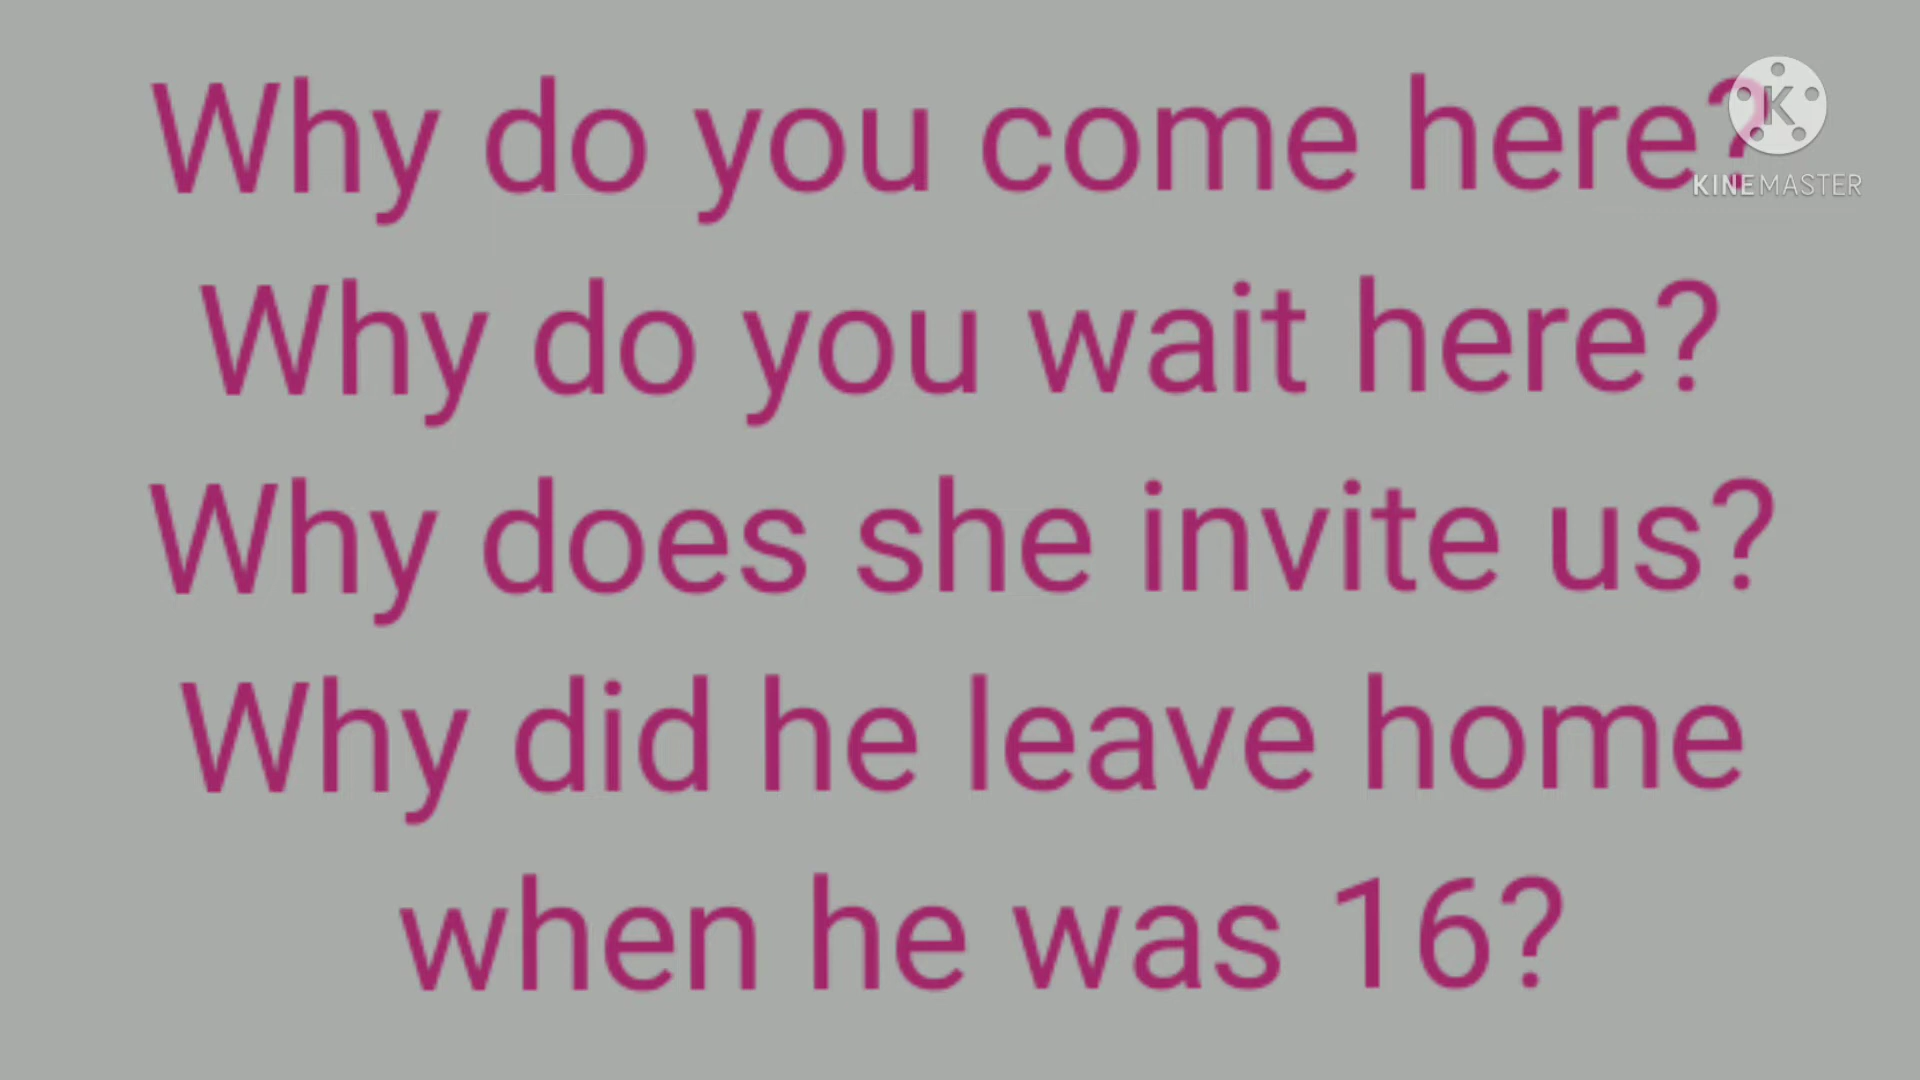 Why do you come here?
K
KINEMASTER
Why do you wait here?
Why does she invite us?
Why did he leave home
when he was 16?